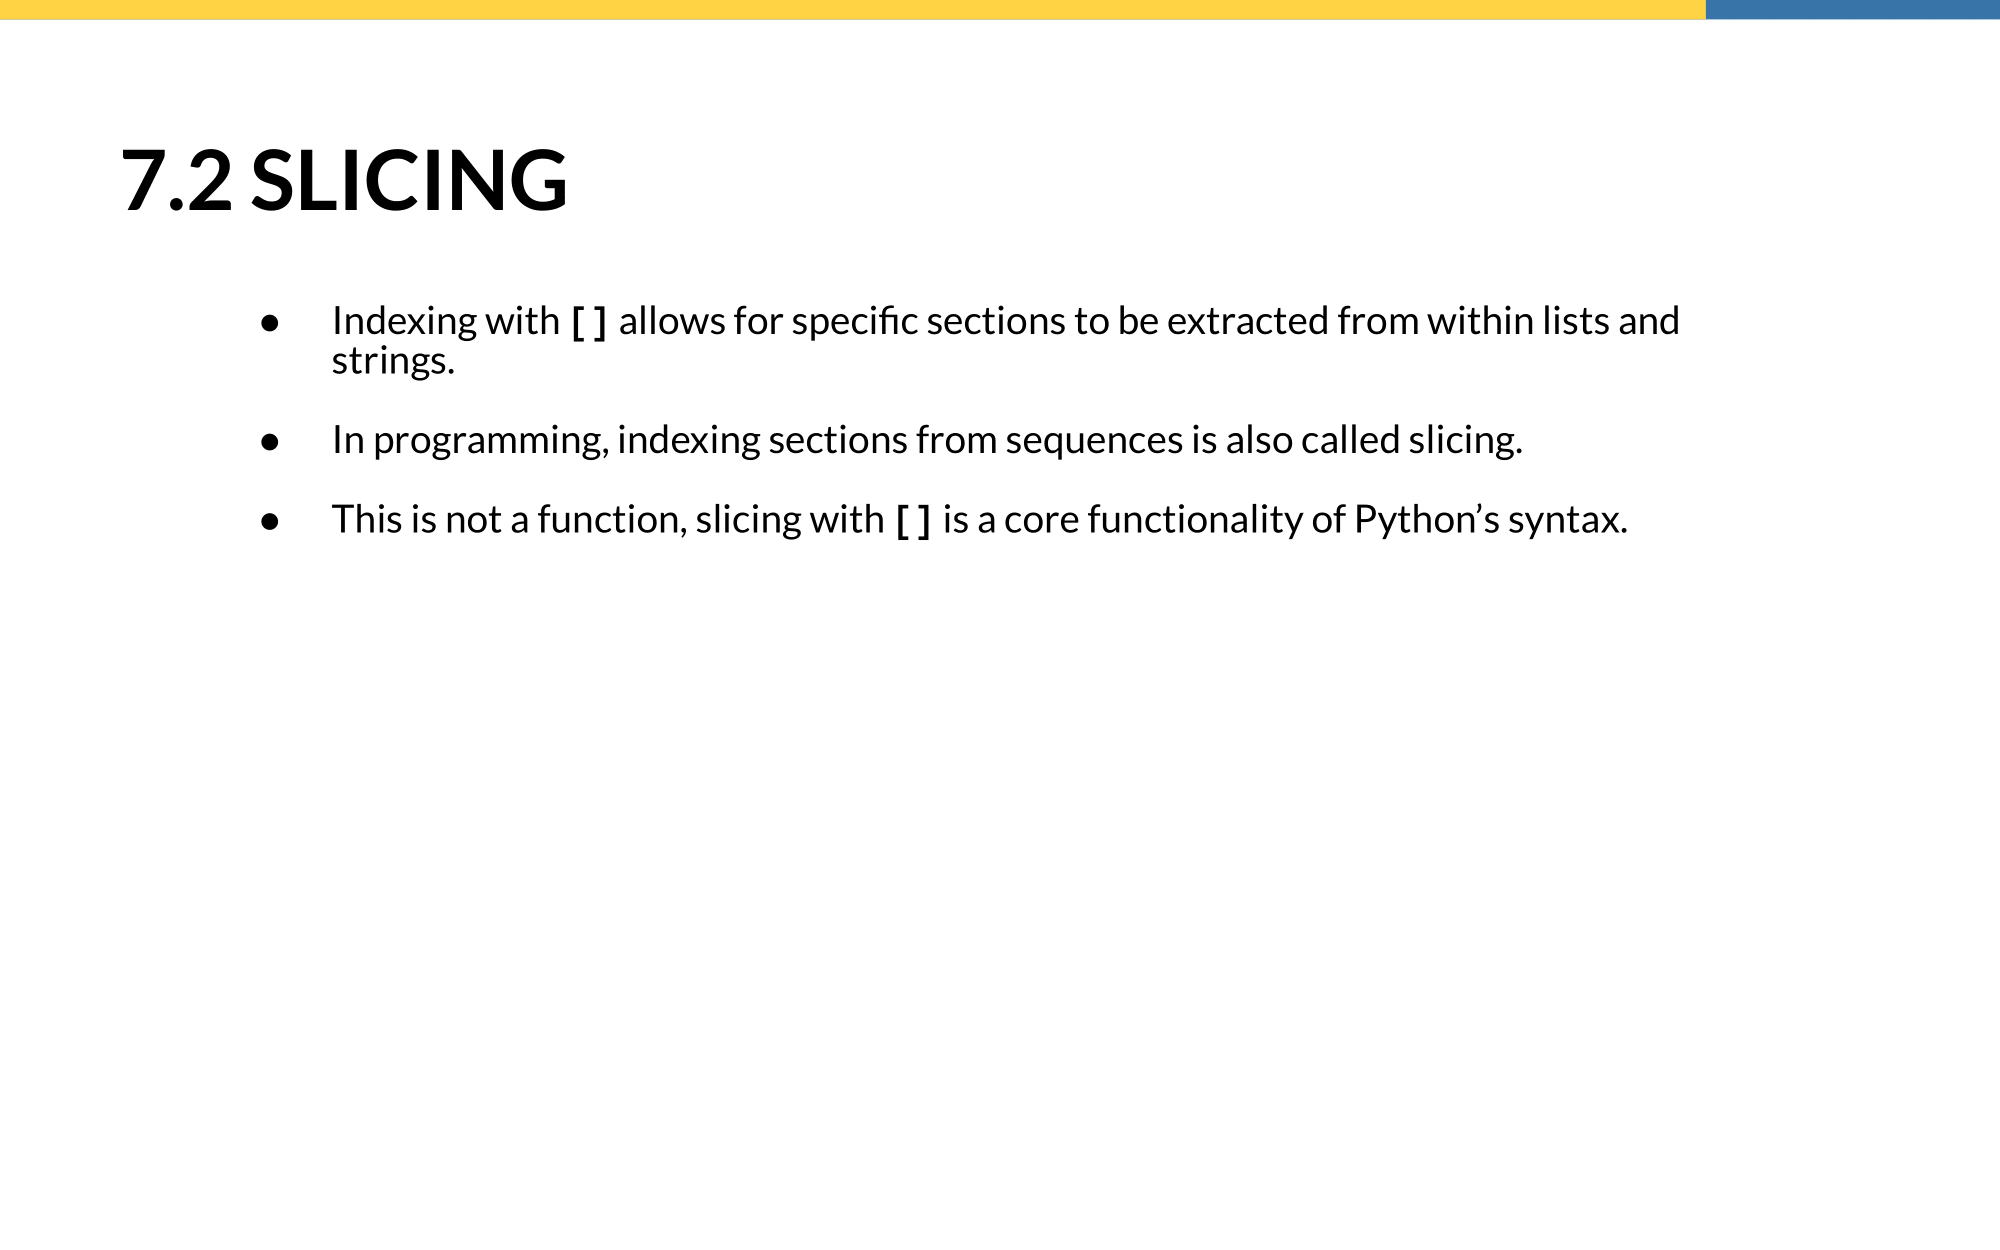 7.2 SLICING
● Indexing with [ ] allows for specific sections to be extracted from within lists and
strings.
● In programming, indexing sections from sequences is also called slicing.
● This is not a function, slicing with [ ] is a core functionality of Python’s syntax.